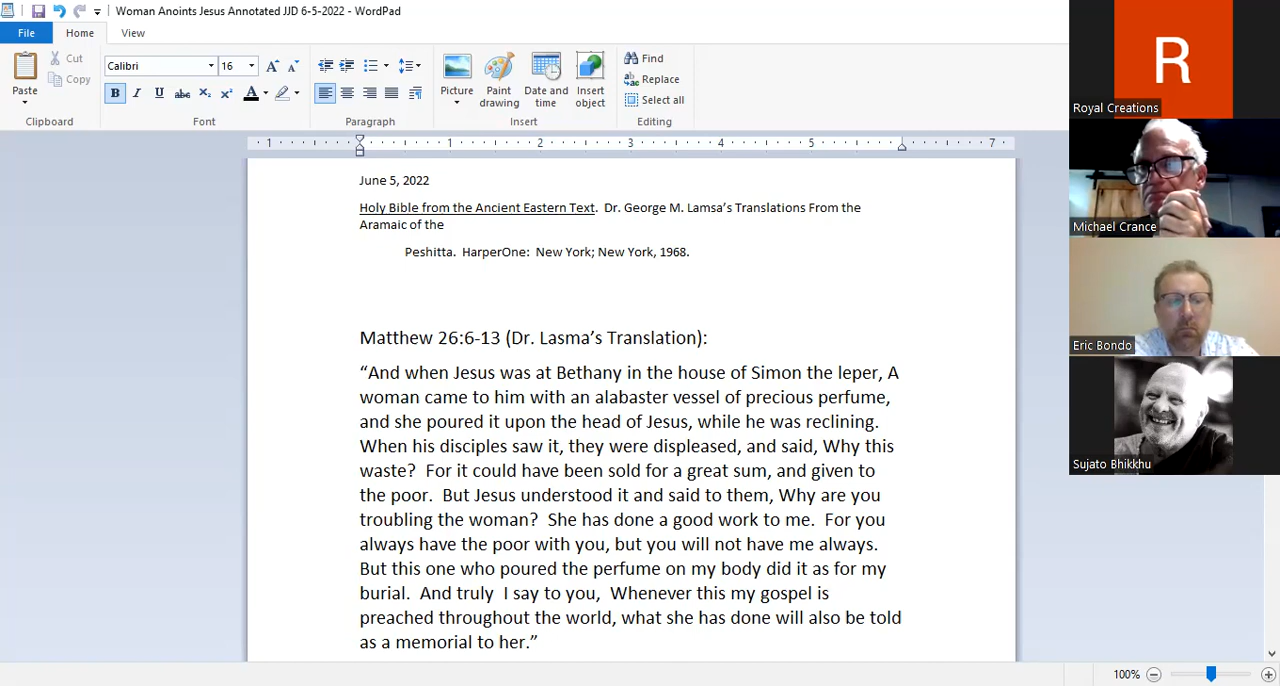 Woman Anoints Jesus Annotated JJD 6-5-2022 - WordPad
File
Home
View
Paste
Cut
Copy
Clipboard
Calibri
16
Font
Paragraph
Picture
Paint drawing
Date and time
Insert object
Insert
Find
Replace
Select all
Editing
1 1 2 3 4 5 7
June 5, 2022
Holy Bible from the Ancient Eastern Text.  Dr. George M. Lamsa’s Translations From the
Aramaic of the
Peshitta.  HarperOne:  New York; New York, 1968.
Matthew 26:6-13 (Dr. Lasma’s Translation):
“And when Jesus was at Bethany in the house of Simon the leper, A
woman came to him with an alabaster vessel of precious perfume,
and she poured it upon the head of Jesus, while he was reclining.
When his disciples saw it, they were displeased, and said, Why this
waste?  For it could have been sold for a great sum, and given to
the poor.  But Jesus understood it and said to them, Why are you
troubling the woman?  She has done a good work to me.  For you
always have the poor with you, but you will not have me always.
But this one who poured the perfume on my body did it as for my
burial.  And truly  I say to you,  Whenever this my gospel is
preached throughout the world, what she has done will also be told
as a memorial to her.”
100%
R
Royal Creations
Michael Crance
Eric Bondo
Sujato Bhikkhu